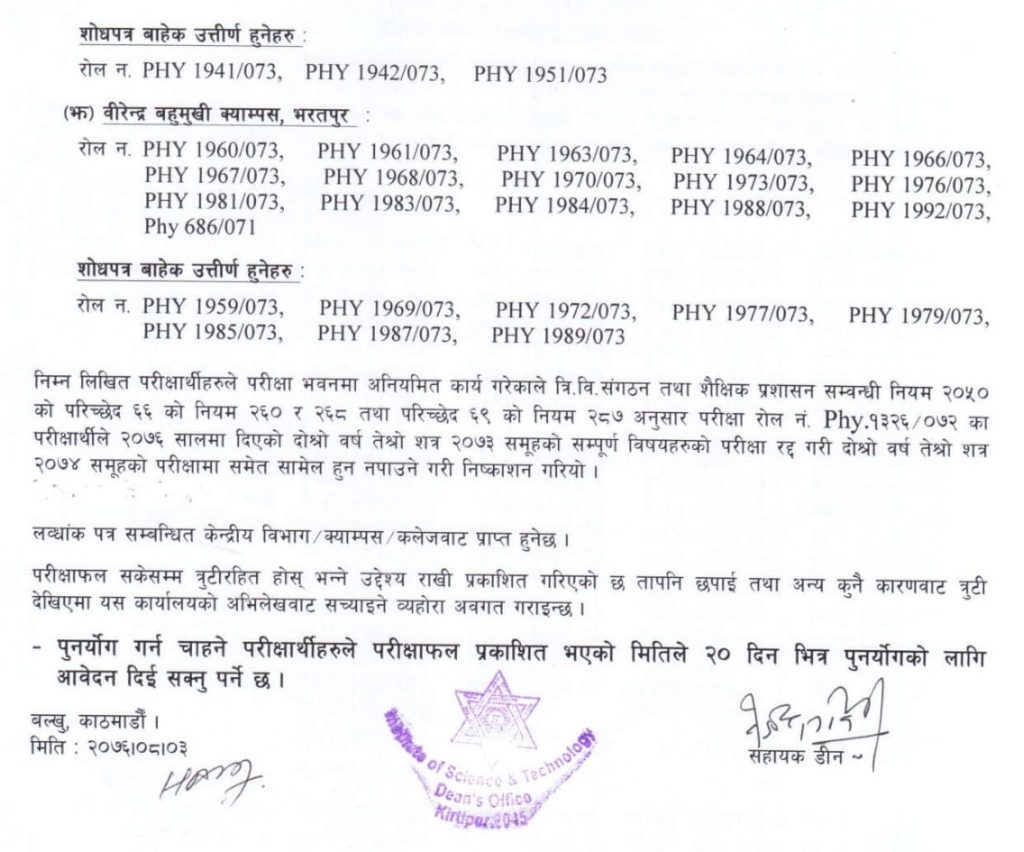 शोधपत्र बाहेक उत्तीर्ण हुनेहरु :
रोल न. PHY 1941/073, PHY 1942/073, PHY 1951/073
(झ) वीरेन्द्र बहुमुखी क्याम्पस, भरतपुर :
रोल न. PHY 1960/073, PHY 1961/073, PHY 1963/073, PHY 1964/073, PHY 1966/073,
PHY 1967/073, PHY 1968/073, PHY 1970/073, PHY 1973/073, PHY 1976/073,
PHY 1981/073, PHY 1983/073, PHY 1984/073, PHY 1988/073, PHY 1992/073,
Phy 686/071
शोधपत्र बाहेक उत्तीर्ण हुनेहरु :
रोल न. PHY 1959/073, PHY 1969/073, PHY 1972/073, PHY 1977/073, PHY 1979/073,
PHY 1985/073, PHY 1987/073, PHY 1989/073
निम्न लिखित परीक्षार्थीहरुले परीक्षा भवनमा अनियमित कार्य गरेकाले त्रि.वि.संगठन तथा शैक्षिक प्रशासन सम्वन्धी नियम २०५०
को परिच्छेद ६६ को नियम २६० र २६८ तथा परिच्छेद ६९ को नियम २८७ अनुसार परीक्षा रोल नं. Phy.१३२६/०७२ का
परीक्षार्थीले २०७६ सालमा दिएको दोश्रो वर्ष तेश्रो शत्र २०७३ समूहको सम्पूर्ण विषयहरुको परीक्षा रद्द गरी दोश्रो वर्ष तेश्रो शत्र
२०७४ समूहको परीक्षामा समेत सामेल हुन नपाउने गरी निष्काशन गरियो ।
लव्धांक पत्र सम्वन्धित केन्द्रीय विभाग/क्याम्पस/कलेजवाट प्राप्त हुनेछ ।
परीक्षाफल सकेसम्म त्रुटीरहित होस् भन्ने उद्देश्य राखी प्रकाशित गरिएको छ तापनि छपाई तथा अन्य कुनै कारणवाट त्रुटी
देखिएमा यस कार्यालयको अभिलेखवाट सच्याइने व्यहोरा अवगत गराइन्छ ।
- पुनर्योग गर्न चाहने परीक्षार्थीहरुले परीक्षाफल प्रकाशित भएको मितिले २० दिन भित्र पुनर्योगको लागि
आवेदन दिई सक्नु पर्ने छ ।
बल्खु, काठमाडौं ।
मिति : २०७६।०८।०३
सहायक डीन
Institute of Science & Technology
Dean's Office
Kirtipur, 2045